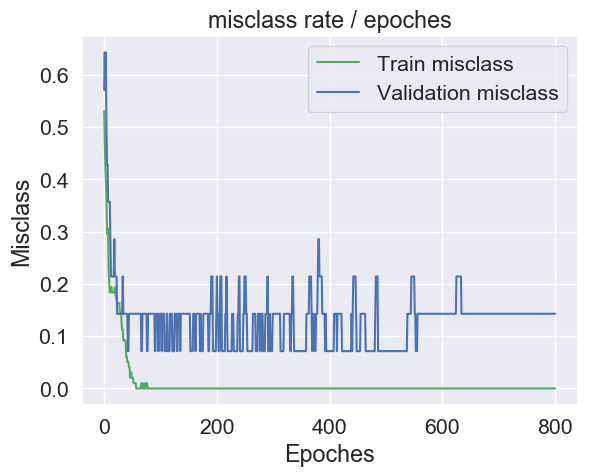 misclass rate / epoches
Train misclass
Validation misclass
0.6
0.5
0.4
0.3
0.2
0.1
0.0
Misclass
0
200
400
600
800
Epoches